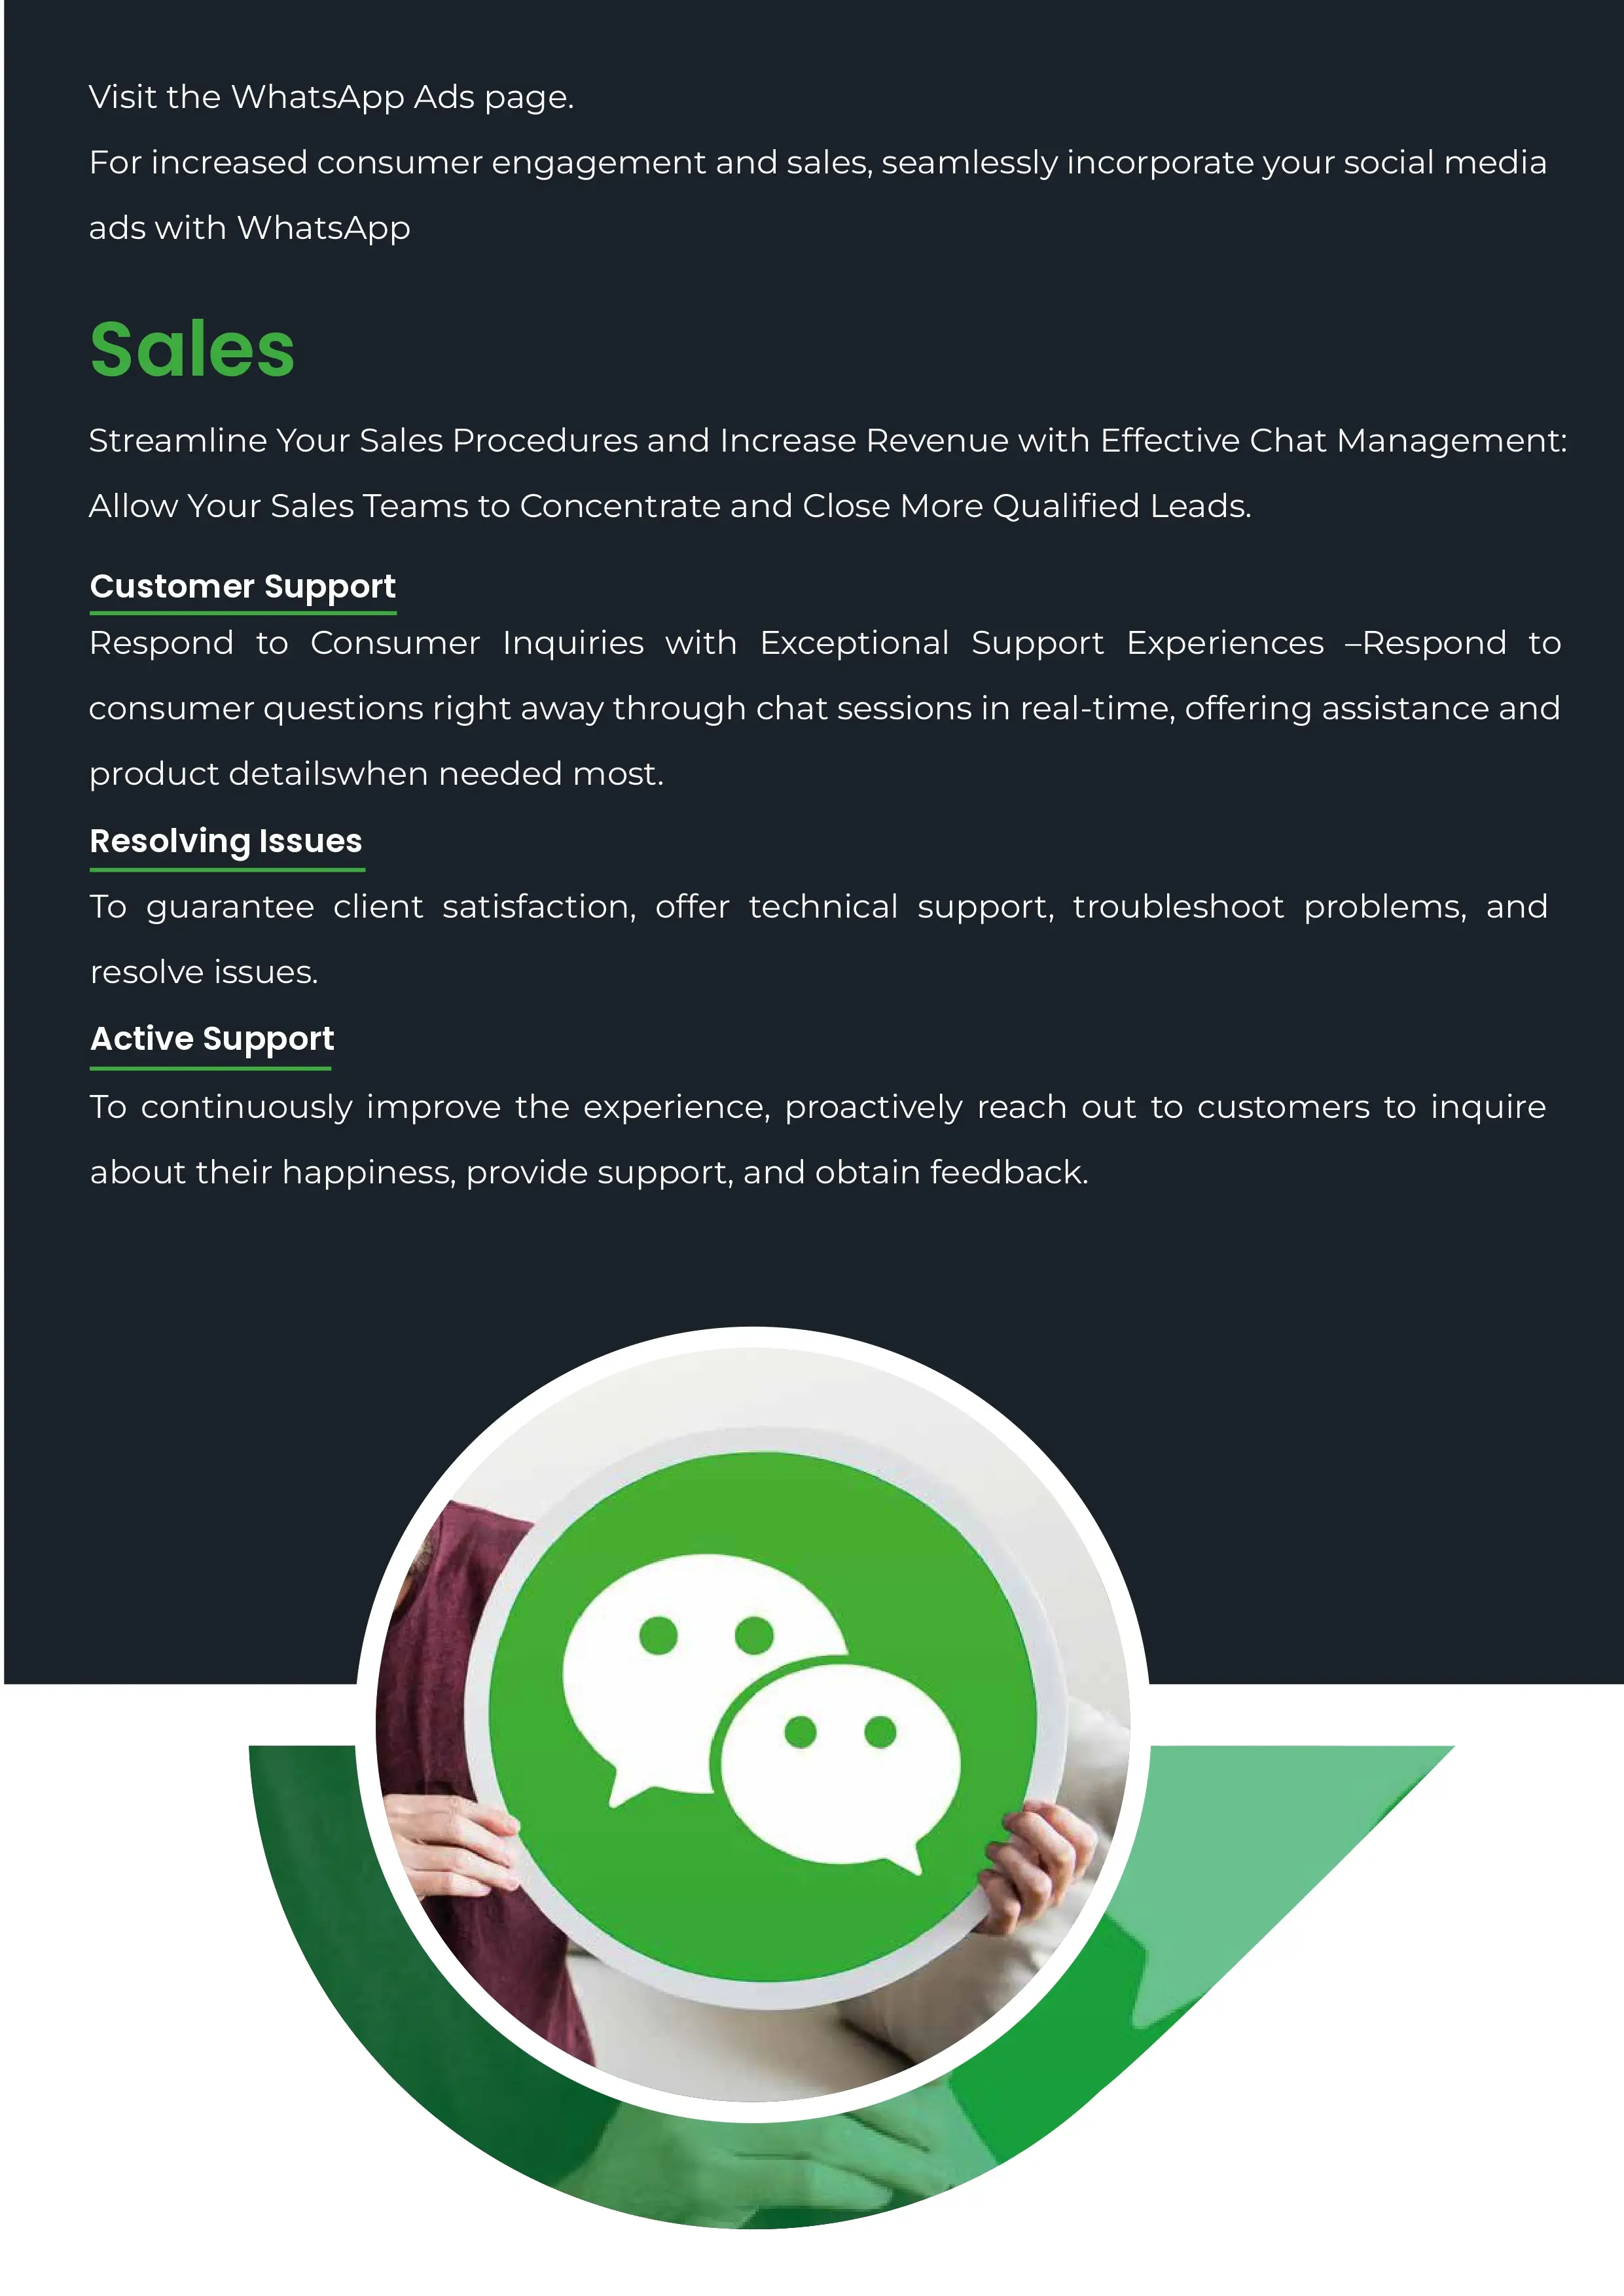 Visit the WhatsApp Ads page.
For increased consumer engagement and sales, seamlessly incorporate your social media
ads with WhatsApp
Sales
Streamline Your Sales Procedures and Increase Revenue with Effective Chat Management:
Allow Your Sales Teams to Concentrate and Close More Qualified Leads.
Customer Support
Respond to Consumer Inquiries with Exceptional Support Experiences –Respond to
consumer questions right away through chat sessions in real-time, offering assistance and
product detailswhen needed most.
Resolving Issues
To guarantee client satisfaction, offer technical support, troubleshoot problems, and
resolve issues.
Active Support
To continuously improve the experience, proactively reach out to customers to inquire
about their happiness, provide support, and obtain feedback.